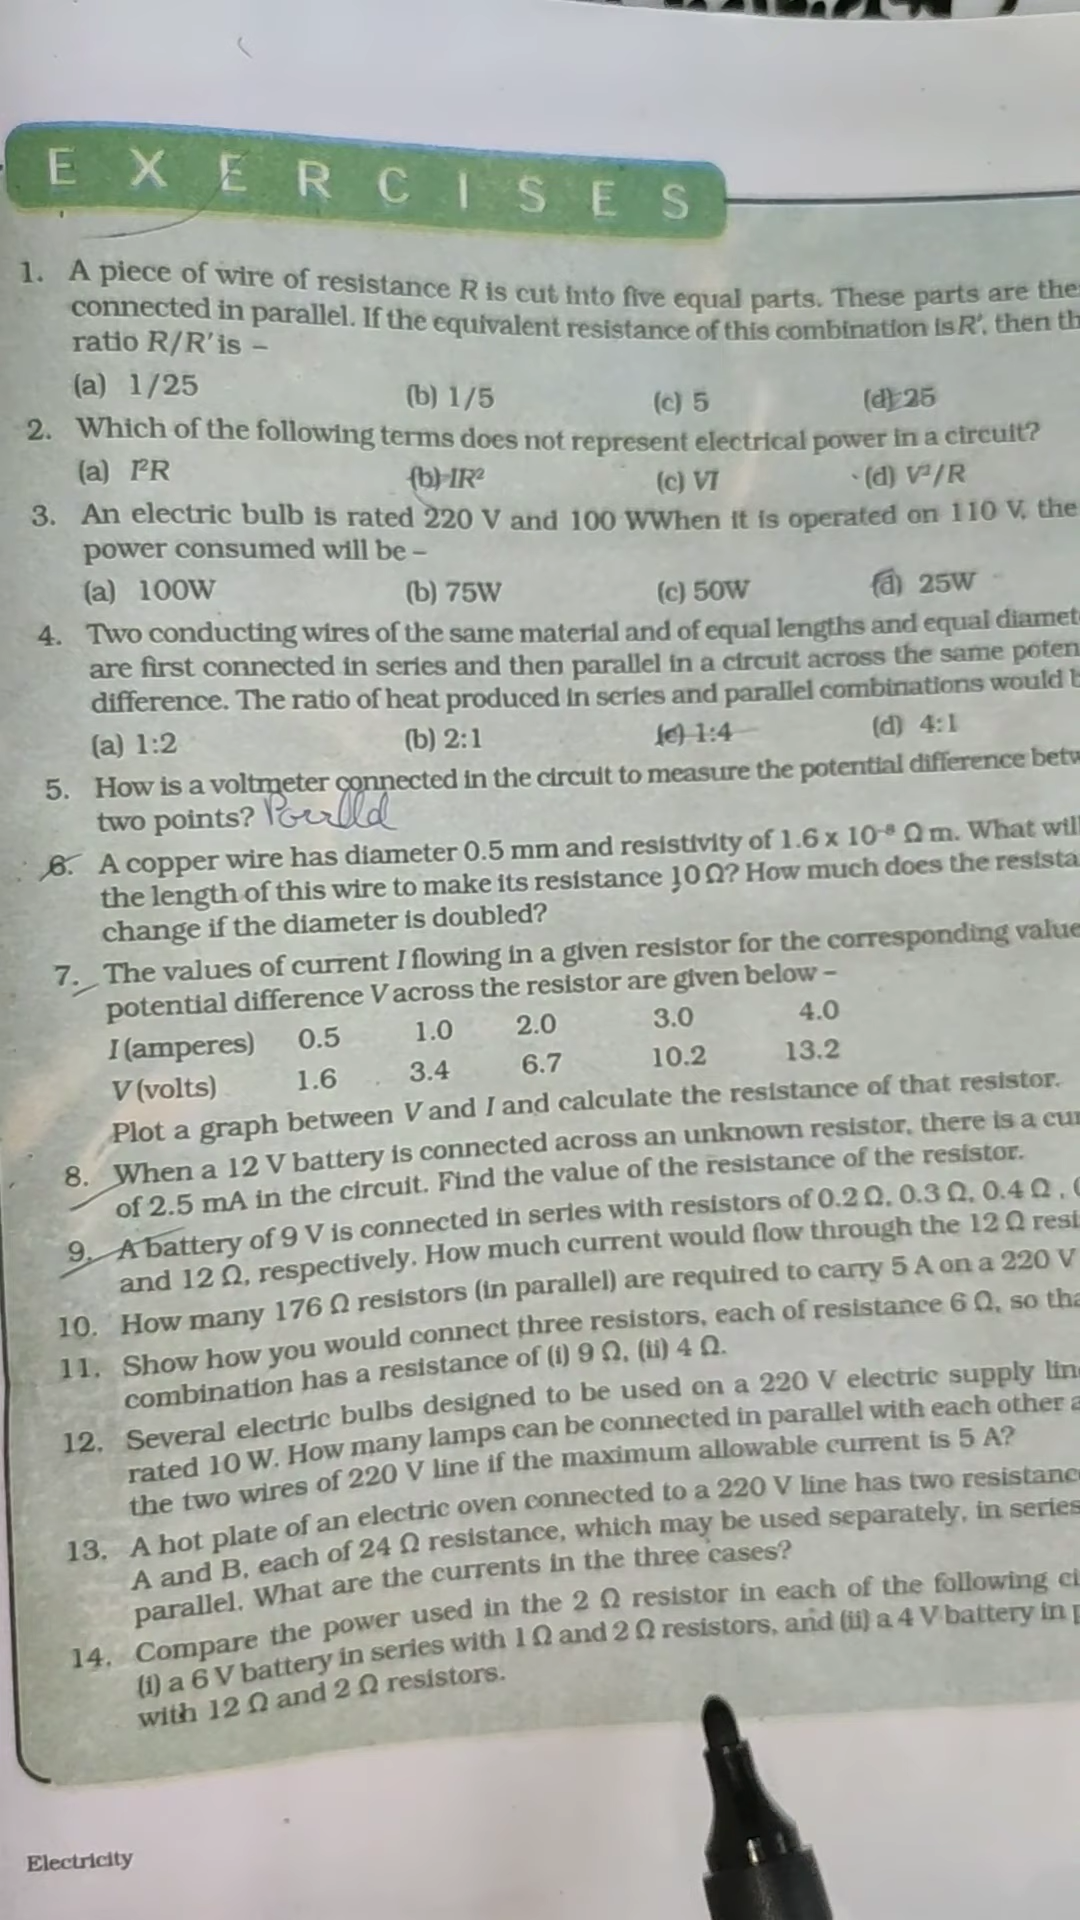 EXERCISES
1. A piece of wire of resistance R is cut into five equal parts. These parts are the
connected in parallel. If the equivalent resistance of this combination is R′, then th
ratio R/R′ is –
(a) 1/25 (b) 1/5 (c) 5 (d) 25
2. Which of the following terms does not represent electrical power in a circuit?
(a) I²R (b) IR² (c) VI (d) V²/R
3. An electric bulb is rated 220 V and 100 WWhen it is operated on 110 V, the
power consumed will be –
(a) 100W (b) 75W (c) 50W (d) 25W
4. Two conducting wires of the same material and of equal lengths and equal diamet
are first connected in series and then parallel in a circuit across the same poten
difference. The ratio of heat produced in series and parallel combinations would b
(a) 1:2 (b) 2:1 (c) 1:4 (d) 4:1
5. How is a voltmeter connected in the circuit to measure the potential difference betw
two points?
6. A copper wire has diameter 0.5 mm and resistivity of 1.6 x 10⁻⁸ Ω m. What will
the length of this wire to make its resistance 10 Ω? How much does the resista
change if the diameter is doubled?
7. The values of current I flowing in a given resistor for the corresponding value
potential difference V across the resistor are given below –
I (amperes) 0.5 1.0 2.0 3.0 4.0
V (volts) 1.6 3.4 6.7 10.2 13.2
Plot a graph between V and I and calculate the resistance of that resistor.
8. When a 12 V battery is connected across an unknown resistor, there is a cur
of 2.5 mA in the circuit. Find the value of the resistance of the resistor.
9. A battery of 9 V is connected in series with resistors of 0.2 Ω, 0.3 Ω, 0.4 Ω ,
and 12 Ω, respectively. How much current would flow through the 12 Ω resi
10. How many 176 Ω resistors (in parallel) are required to carry 5 A on a 220 V
11. Show how you would connect three resistors, each of resistance 6 Ω, so tha
combination has a resistance of (i) 9 Ω, (ii) 4 Ω.
12. Several electric bulbs designed to be used on a 220 V electric supply line
rated 10 W. How many lamps can be connected in parallel with each other a
the two wires of 220 V line if the maximum allowable current is 5 A?
13. A hot plate of an electric oven connected to a 220 V line has two resistanc
A and B, each of 24 Ω resistance, which may be used separately, in series
parallel. What are the currents in the three cases?
14. Compare the power used in the 2 Ω resistor in each of the following ci
(i) a 6 V battery in series with 1 Ω and 2 Ω resistors, and (ii) a 4 V battery in p
with 12 Ω and 2 Ω resistors.
Electricity